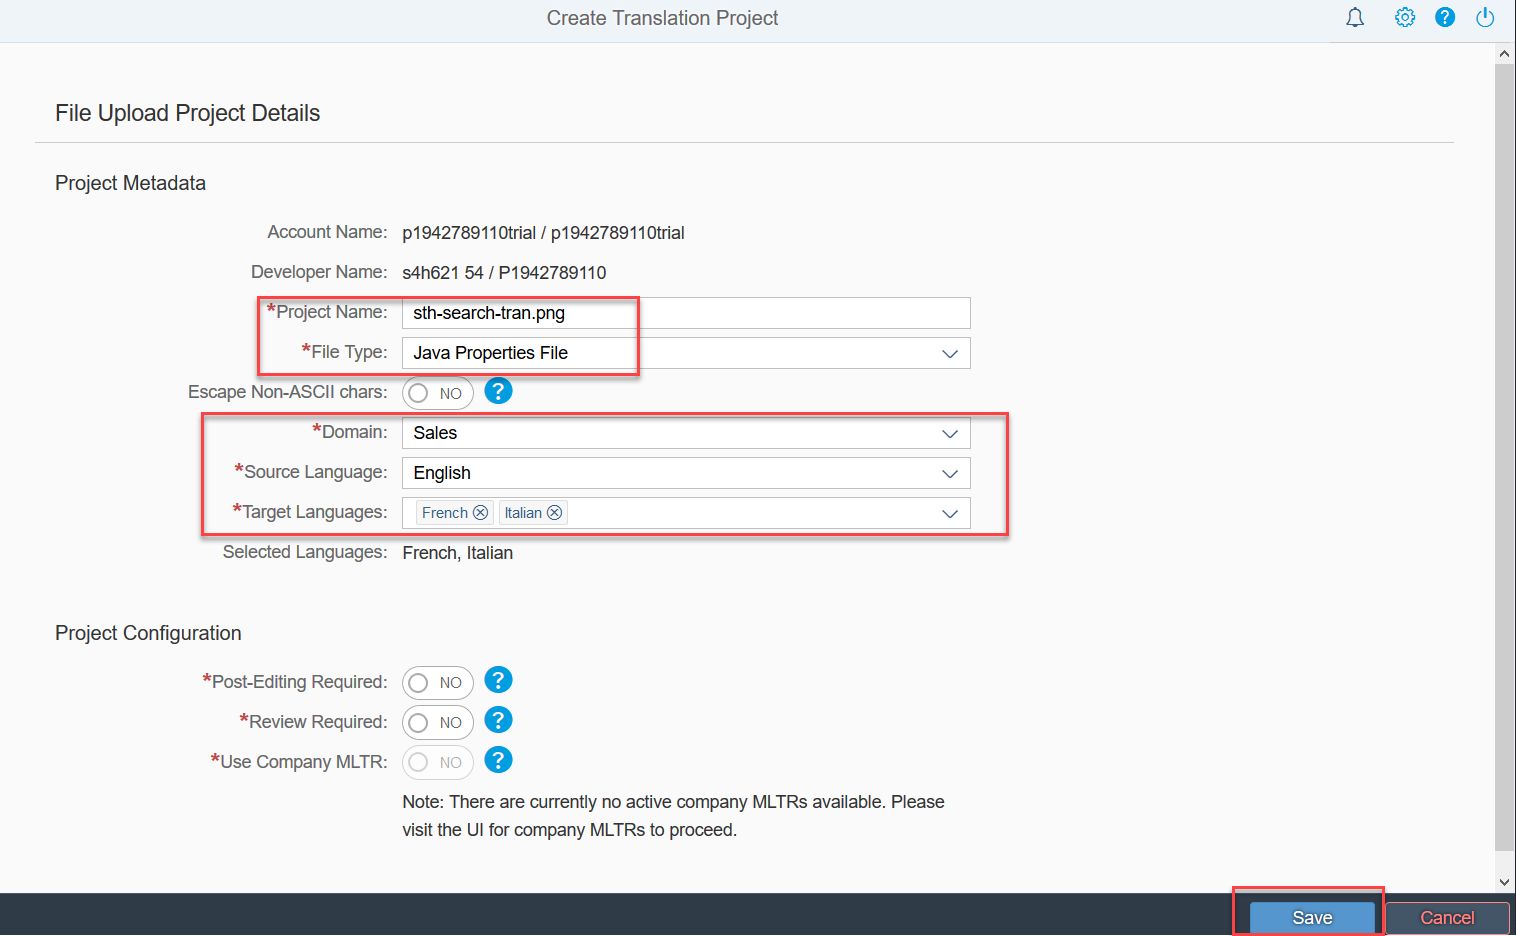 Create Translation Project
?
File Upload Project Details
Project Metadata
Account Name: p1942789110trial / p1942789110trial
Developer Name: s4h621 54 / P1942789110
*Project Name: sth-search-tran.png
*File Type: Java Properties File
Escape Non-ASCII chars: NO ?
*Domain: Sales
*Source Language: English
*Target Languages: French Italian
Selected Languages: French, Italian
Project Configuration
*Post-Editing Required: NO ?
*Review Required: NO ?
*Use Company MLTR: NO ?
Note: There are currently no active company MLTRs available. Please
visit the UI for company MLTRs to proceed.
Save Cancel